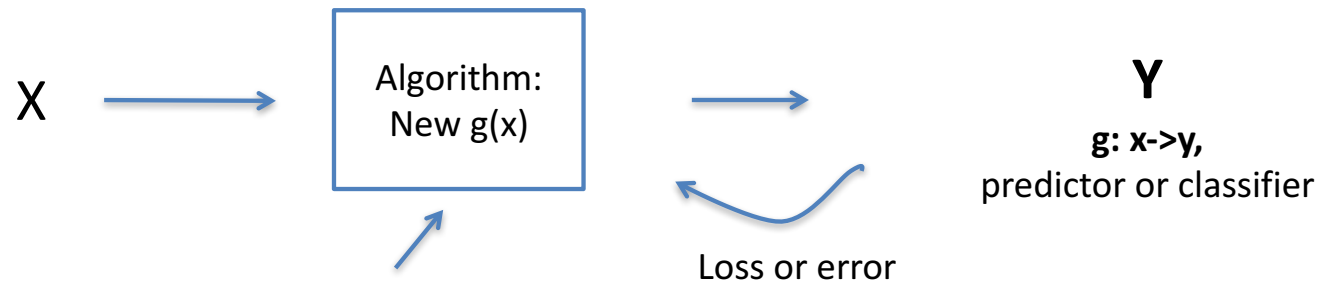 X
Algorithm:
New g(x)
Y
g: x->y,
predictor or classifier
Loss or error